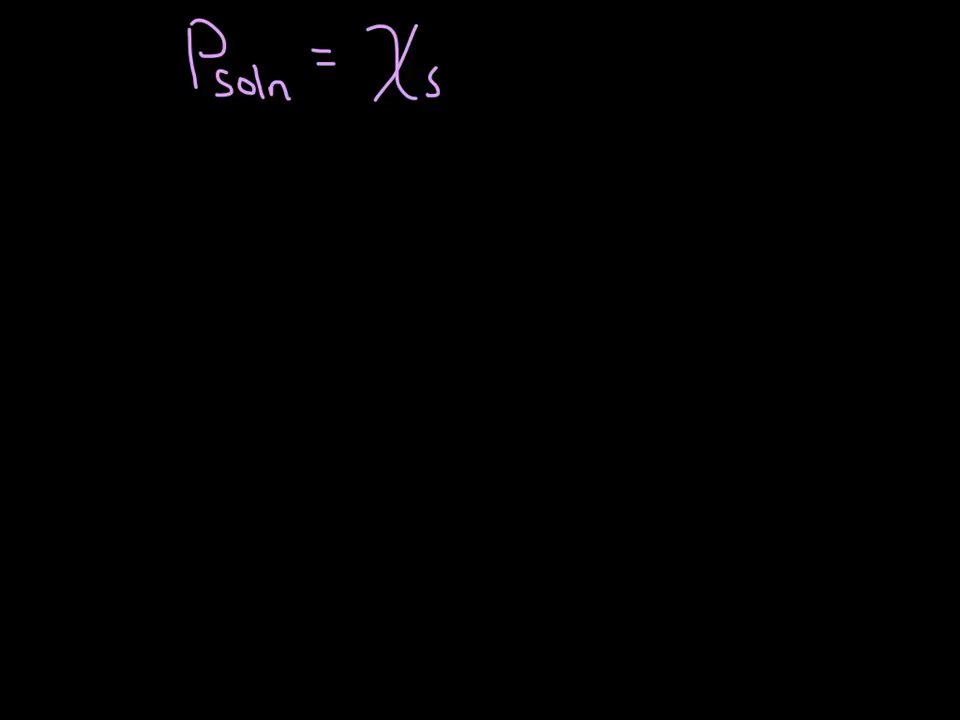 P_soln = χ_s